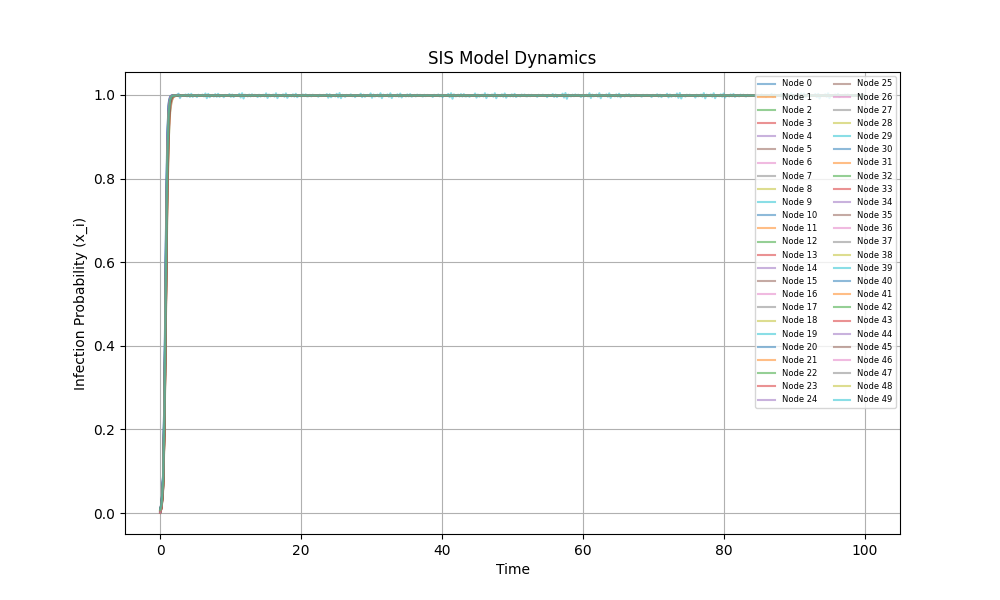 SIS Model Dynamics
Infection Probability (x_i)
1.0
0.8
0.6
0.4
0.2
0.0
Node 0
Node 1
Node 2
Node 3
Node 4
Node 5
Node 6
Node 7
Node 8
Node 9
Node 10
Node 11
Node 12
Node 13
Node 14
Node 15
Node 16
Node 17
Node 18
Node 19
Node 20
Node 21
Node 22
Node 23
Node 24
Node 25
Node 26
Node 27
Node 28
Node 29
Node 30
Node 31
Node 32
Node 33
Node 34
Node 35
Node 36
Node 37
Node 38
Node 39
Node 40
Node 41
Node 42
Node 43
Node 44
Node 45
Node 46
Node 47
Node 48
Node 49
0
20
40
60
80
100
Time